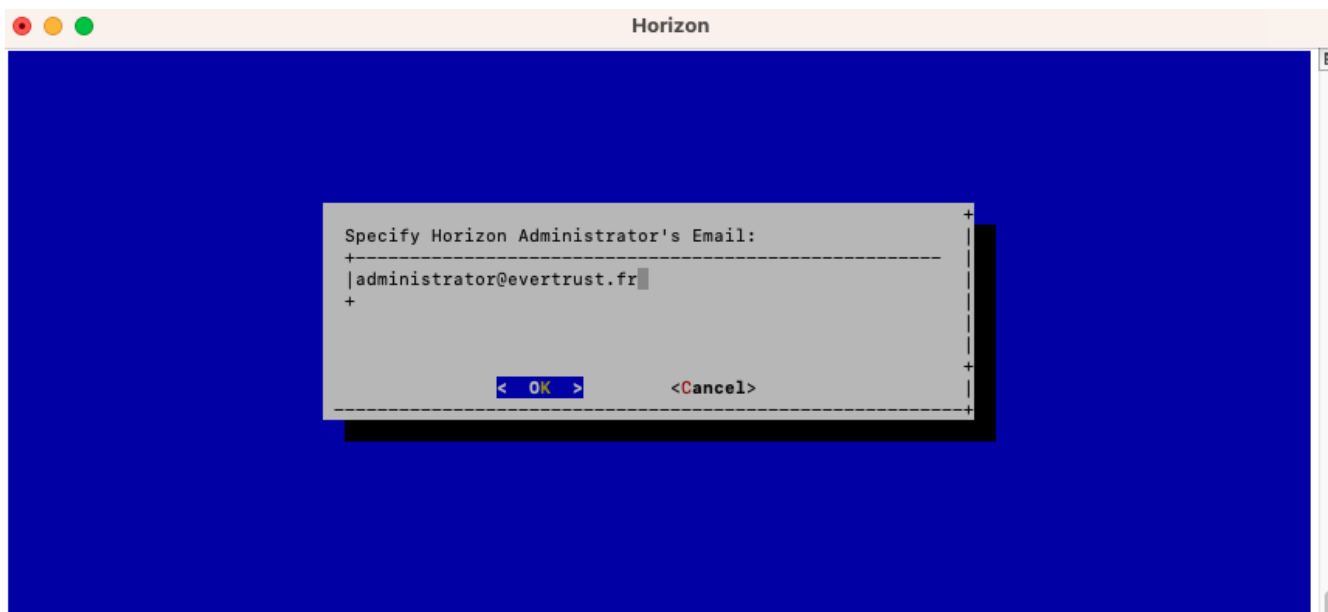 Horizon
Specify Horizon Administrator's Email:
administrator@evertrust.fr
< OK > <Cancel>